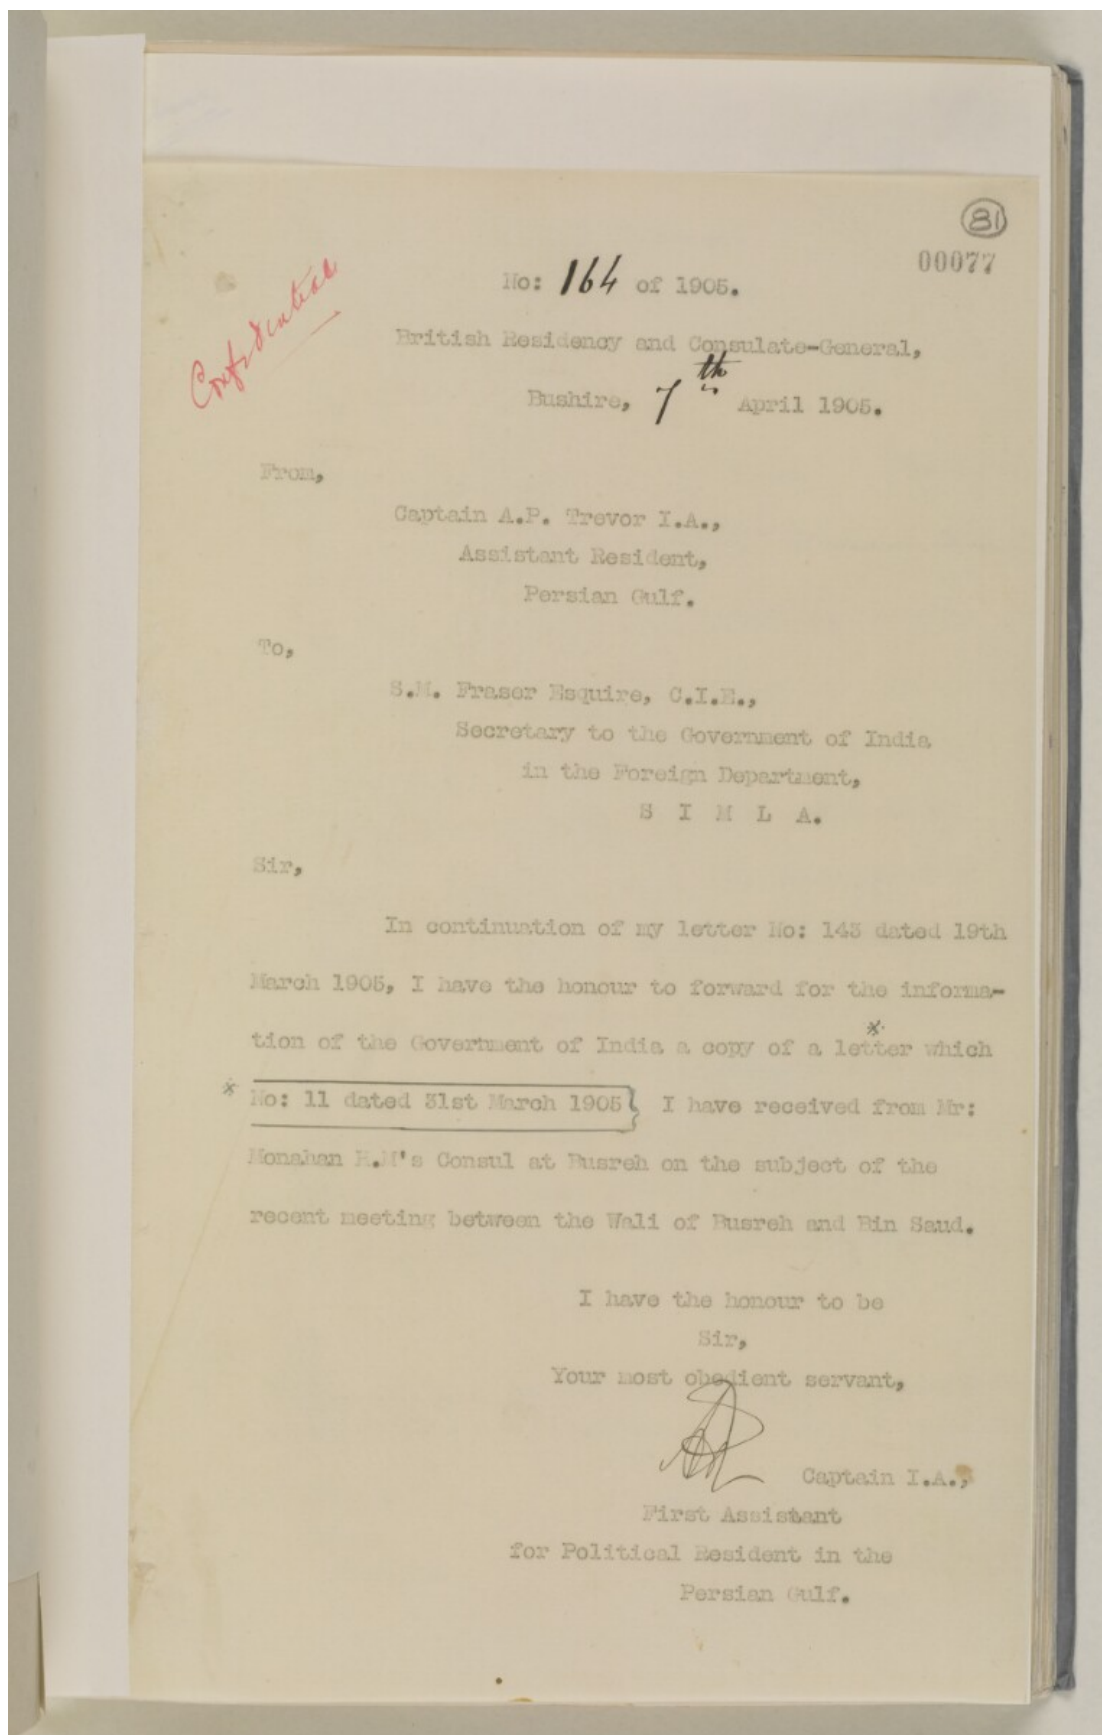 81
00077
Confidential
No: 164 of 1905.
British Residency and Consulate-General,
Bushire, 7th April 1905.
From,
Captain A.P. Trevor I.A.,
Assistant Resident,
Persian Gulf.
To,
S.M. Fraser Esquire, C.I.E.,
Secretary to the Government of India
in the Foreign Department,
S I M L A.
Sir,
In continuation of my letter No: 143 dated 19th
March 1905, I have the honour to forward for the informa-
tion of the Government of India a copy of a letter* which
* No: 11 dated 31st March 1905} I have received from Mr:
Monahan H.M's Consul at Busreh on the subject of the
recent meeting between the Wali of Busreh and Bin Saud.
I have the honour to be
Sir,
Your most obedient servant,
Captain I.A.,
First Assistant
for Political Resident in the
Persian Gulf.